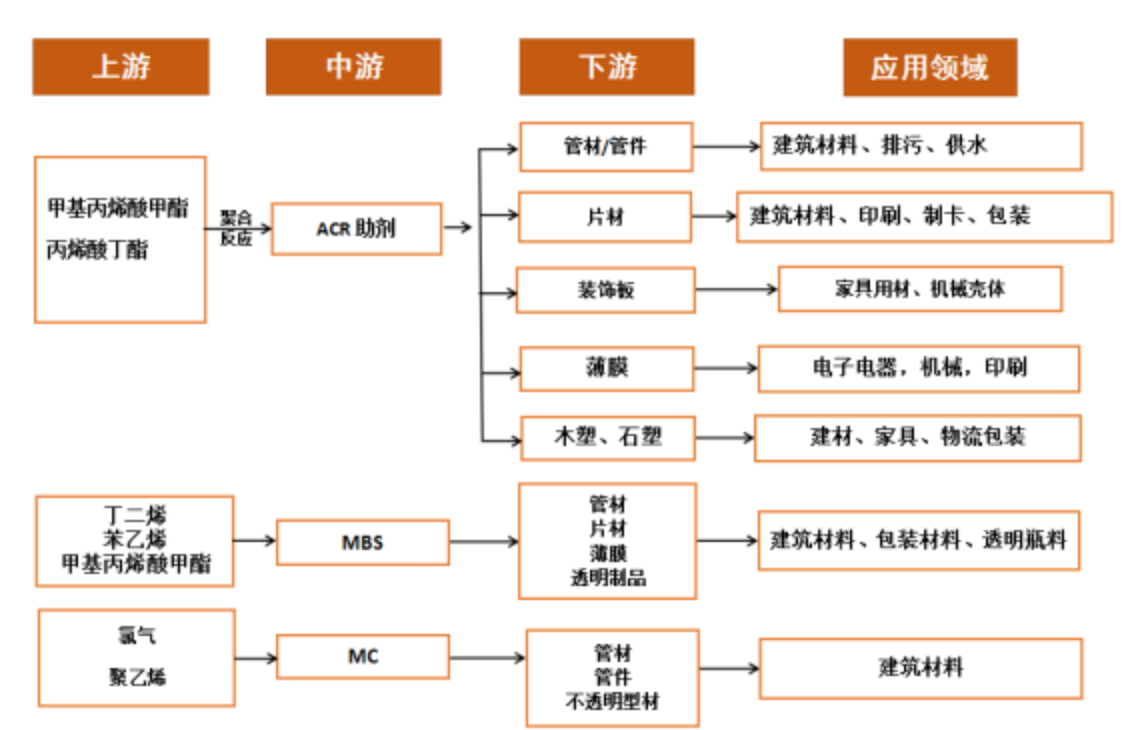 上游
中游
下游
应用领域
甲基丙烯酸甲酯
丙烯酸丁酯
聚合
反应
ACR 助剂
管材/管件
建筑材料、排污、供水
片材
建筑材料、印刷、制卡、包装
装饰板
家具用材、机械壳体
薄膜
电子电器，机械，印刷
木塑、石塑
建材、家具、物流包装
丁二烯
苯乙烯
甲基丙烯酸甲酯
MBS
管材
片材
薄膜
透明制品
建筑材料、包装材料、透明瓶料
氯气
聚乙烯
MC
管材
管件
不透明型材
建筑材料